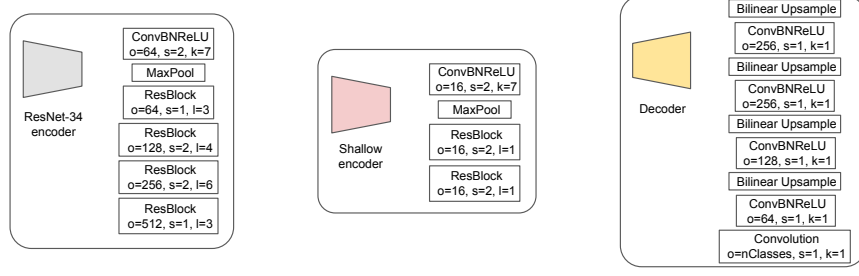 ResNet-34
encoder
ConvBNReLU
o=64, s=2, k=7
MaxPool
ResBlock
o=64, s=1, l=3
ResBlock
o=128, s=2, l=4
ResBlock
o=256, s=2, l=6
ResBlock
o=512, s=1, l=3
Shallow
encoder
ConvBNReLU
o=16, s=2, k=7
MaxPool
ResBlock
o=16, s=2, l=1
ResBlock
o=16, s=2, l=1
Decoder
Bilinear Upsample
ConvBNReLU
o=256, s=1, k=1
Bilinear Upsample
ConvBNReLU
o=256, s=1, k=1
Bilinear Upsample
ConvBNReLU
o=128, s=1, k=1
Bilinear Upsample
ConvBNReLU
o=64, s=1, k=1
Convolution
o=nClasses, s=1, k=1